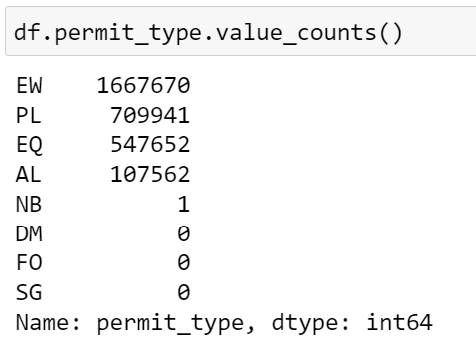 df.permit_type.value_counts()
EW 1667670
PL 709941
EQ 547652
AL 107562
NB 1
DM 0
FO 0
SG 0
Name: permit_type, dtype: int64